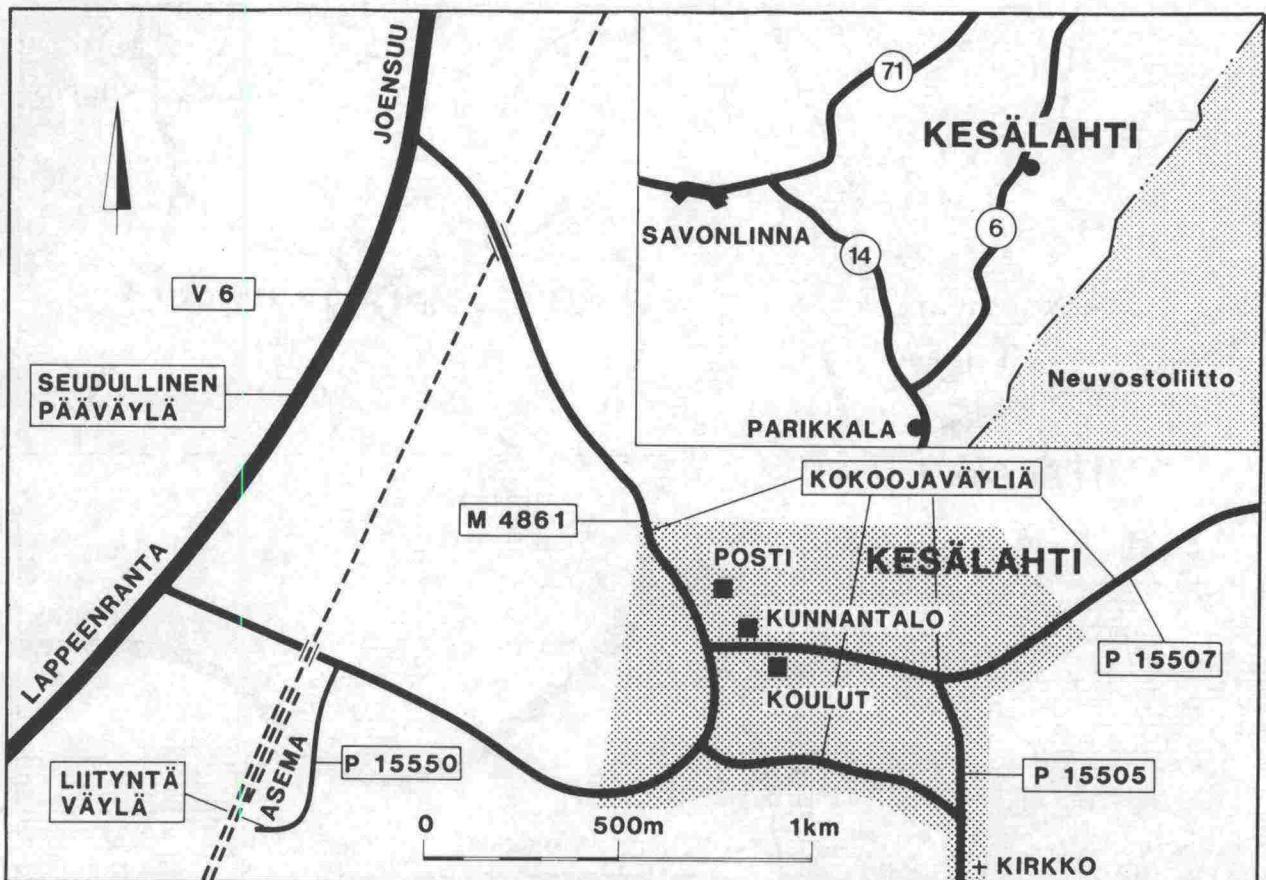 JOENSUU
V 6
SEUDULLINEN
PÄÄVÄYLÄ
LAPPEENRANTA
LIITYNTÄ
VÄYLÄ
ASEMA
P 15550
M 4861
0 500m 1km
71
KESÄLAHTI
SAVONLINNA
14
6
Neuvostoliitto
PARIKKALA
KOKOOJAVÄYLIÄ
POSTI
KESÄLAHTI
KUNNANTALO
KOULUT
P 15507
P 15505
+ KIRKKO